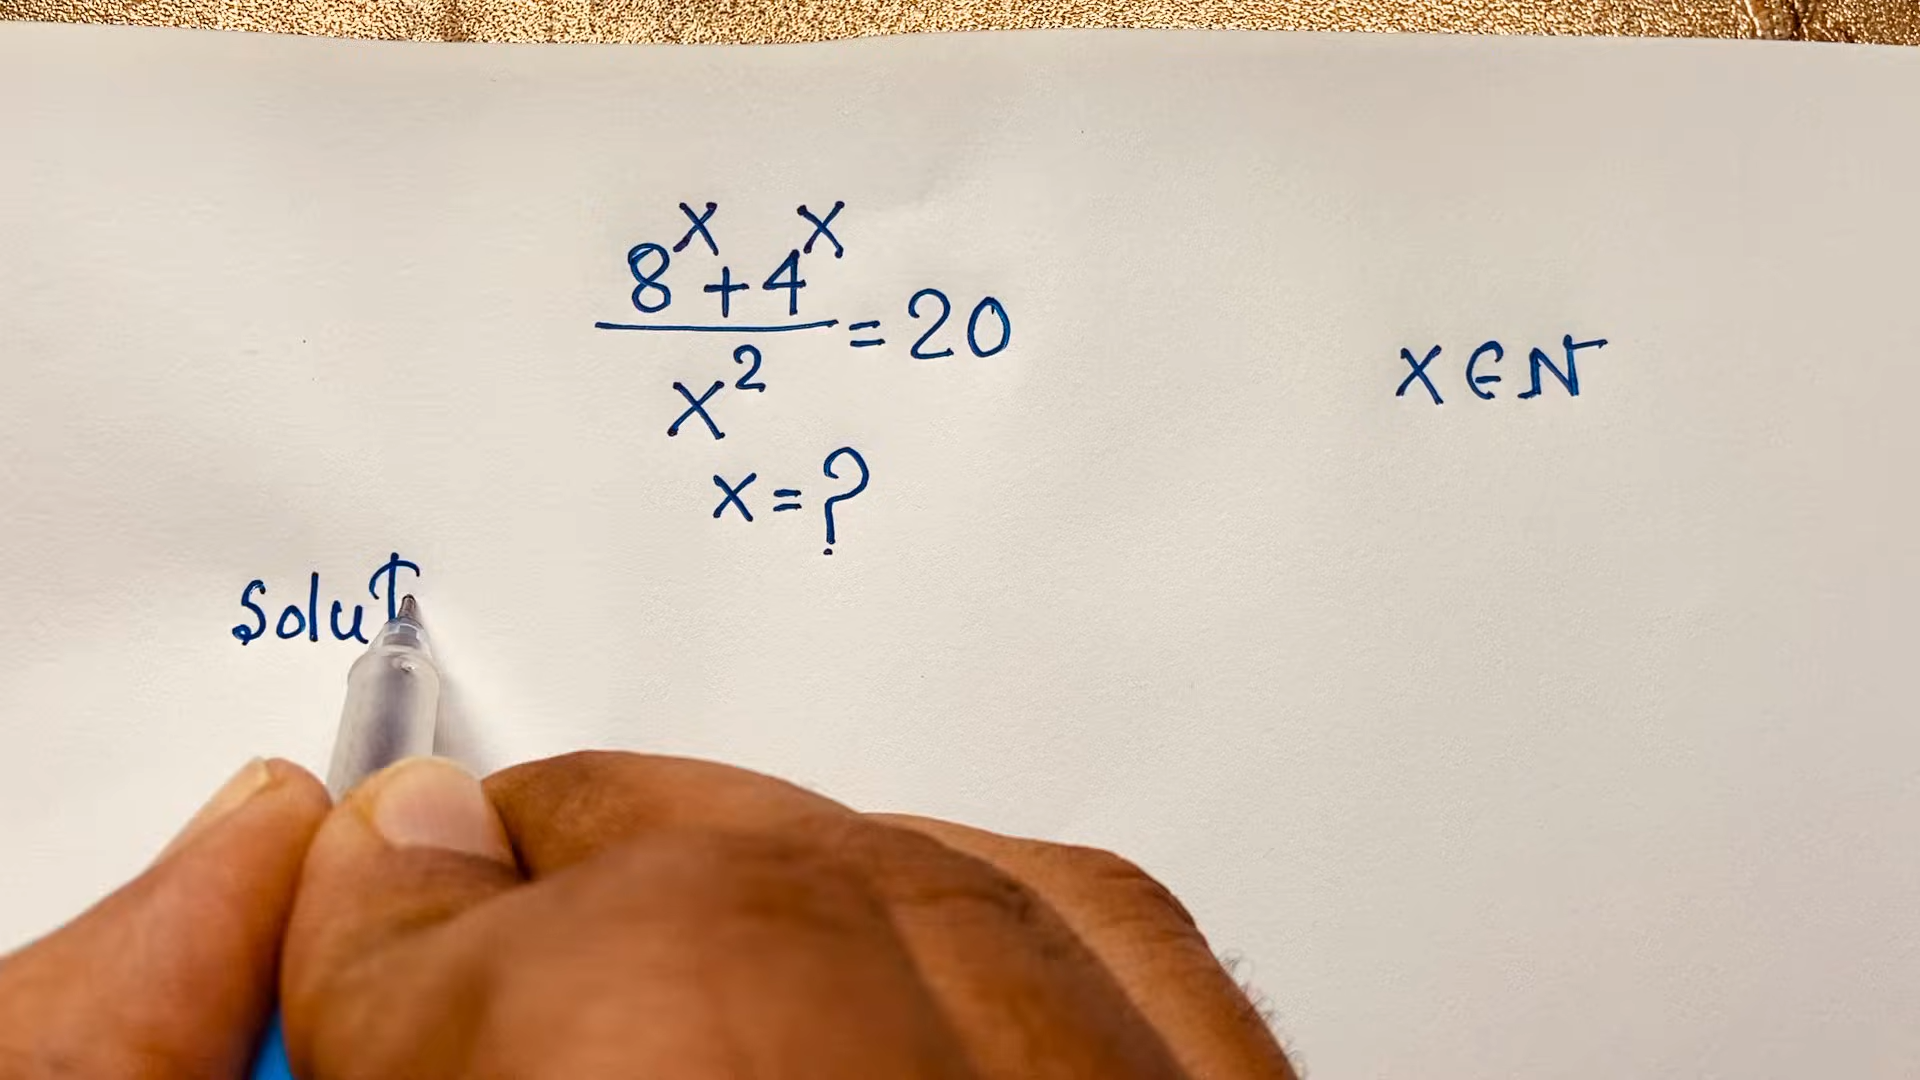 8^x + 4^x
/ x^2 = 20
x ∈ N
x = ?
Solut